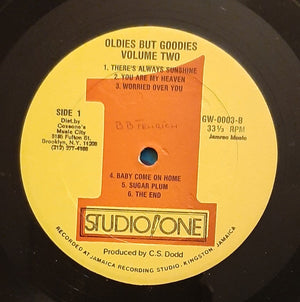 OLDIES BUT GOODIES
VOLUME TWO
1. THERE'S ALWAYS SUNSHINE
2. YOU ARE MY HEAVEN
3. WORRIED OVER YOU
SIDE 1
Dist.by
Coxsone's
Music City
3135 Fulton St.
Brooklyn, N.Y. 11208
(212) 277-4166
GW-0003-B
33⅓ RPM
Jamrec Music
4. BABY COME ON HOME
5. SUGAR PLUM
6. THE END
STUDIO ONE
Produced by C.S. Dodd
RECORDED AT JAMAICA RECORDING STUDIO, KINGSTON JAMAICA